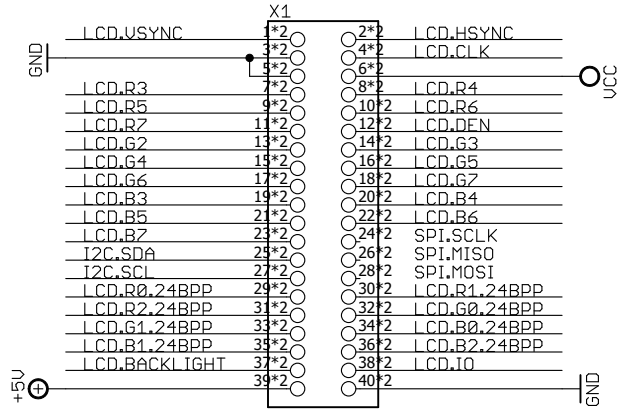 X1
LCD.VSYNC 1*2 2*2 LCD.HSYNC
GND 3*2 4*2 LCD.CLK
5*2 6*2 VCC
LCD.R3 7*2 8*2 LCD.R4
LCD.R5 9*2 10*2 LCD.R6
LCD.R7 11*2 12*2 LCD.DEN
LCD.G2 13*2 14*2 LCD.G3
LCD.G4 15*2 16*2 LCD.G5
LCD.G6 17*2 18*2 LCD.G7
LCD.B3 19*2 20*2 LCD.B4
LCD.B5 21*2 22*2 LCD.B6
LCD.B7 23*2 24*2 SPI.SCLK
I2C.SDA 25*2 26*2 SPI.MISO
I2C.SCL 27*2 28*2 SPI.MOSI
LCD.R0.24BPP 29*2 30*2 LCD.R1.24BPP
LCD.R2.24BPP 31*2 32*2 LCD.G0.24BPP
LCD.G1.24BPP 33*2 34*2 LCD.B0.24BPP
LCD.B1.24BPP 35*2 36*2 LCD.B2.24BPP
LCD.BACKLIGHT 37*2 38*2 LCD.IO
+5V 39*2 40*2 GND